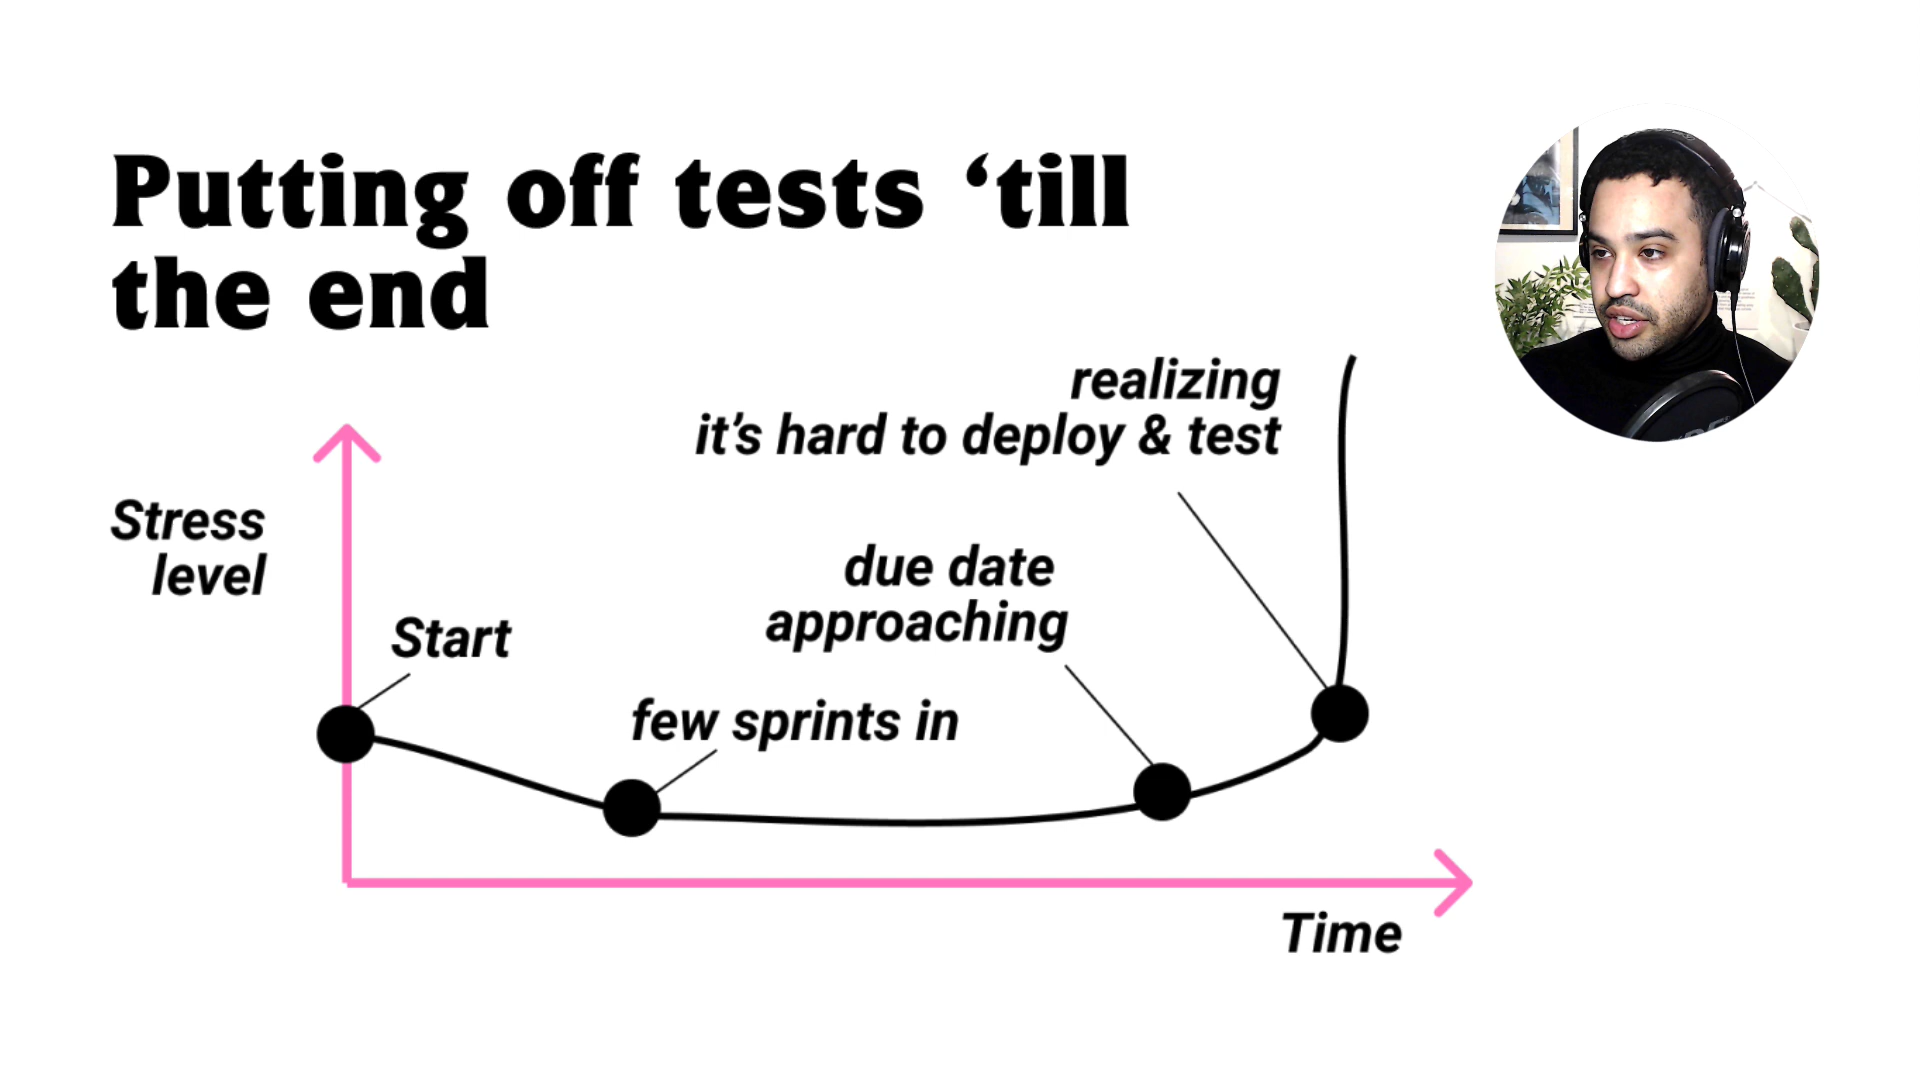 Putting off tests ‘till
the end
realizing
it’s hard to deploy & test
Stress
level
due date
approaching
Start
few sprints in
Time